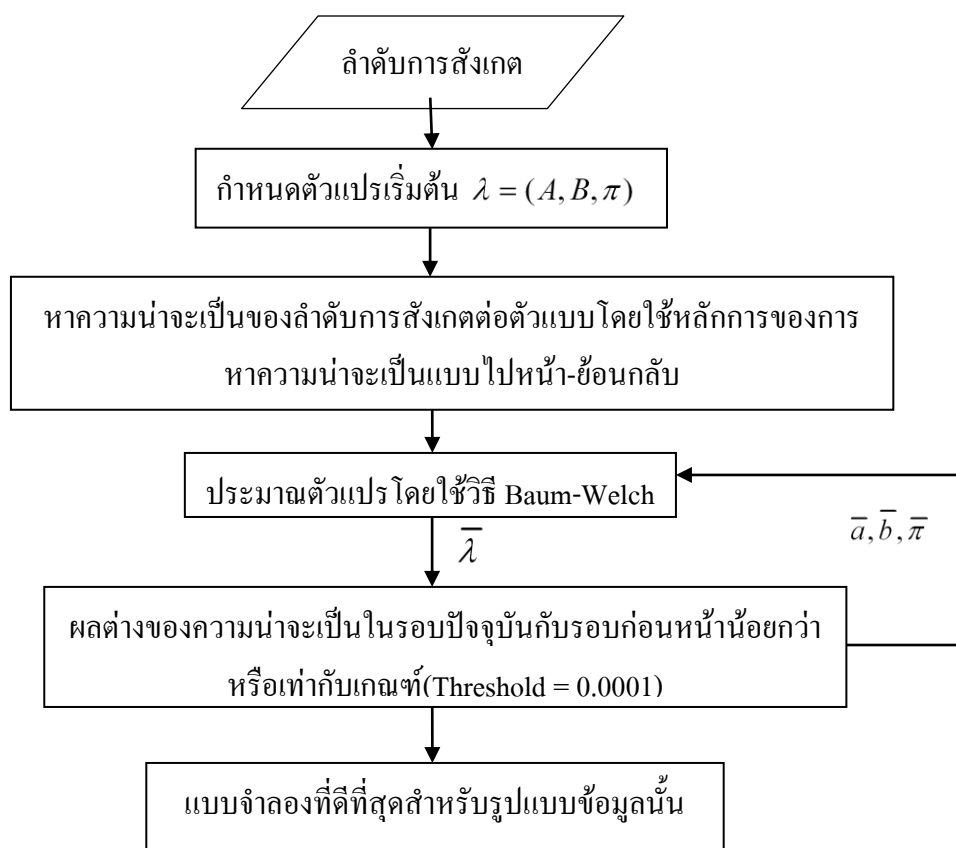 ลำดับการสังเกต
กำหนดตัวแปรเริ่มต้น λ = (A, B, π)
หาความน่าจะเป็นของลำดับการสังเกตต่อตัวแบบโดยใช้หลักการของการ
หาความน่าจะเป็นแบบไปหน้า-ย้อนกลับ
ประมาณตัวแปรโดยใช้วิธี Baum-Welch
λ̅
a̅, b̅, π̅
ผลต่างของความน่าจะเป็นในรอบปัจจุบันกับรอบก่อนหน้าน้อยกว่า
หรือเท่ากับเกณฑ์(Threshold = 0.0001)
แบบจำลองที่ดีที่สุดสำหรับรูปแบบข้อมูลนั้น